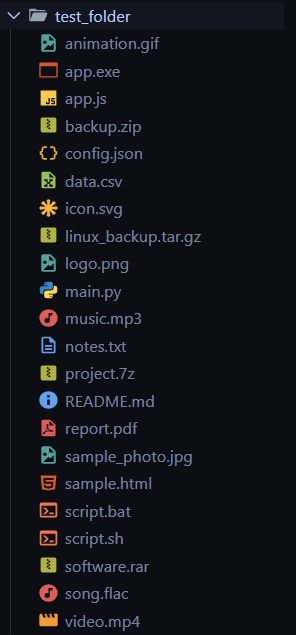 test_folder
animation.gif
app.exe
JS app.js
backup.zip
{} config.json
data.csv
icon.svg
linux_backup.tar.gz
logo.png
main.py
music.mp3
notes.txt
project.7z
README.md
report.pdf
sample_photo.jpg
sample.html
script.bat
script.sh
software.rar
song.flac
video.mp4